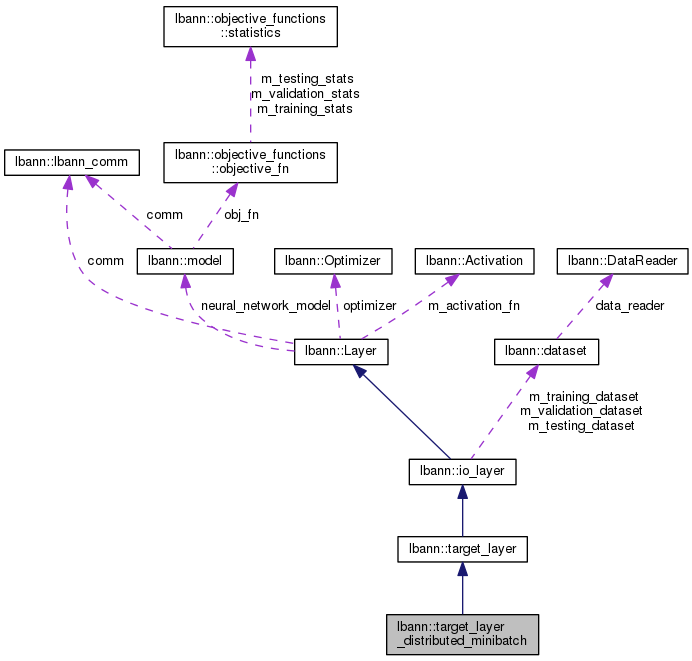 lbann::objective_functions
::statistics
m_testing_stats
m_validation_stats
m_training_stats
lbann::lbann_comm
lbann::objective_functions
::objective_fn
comm
obj_fn
comm
lbann::model
lbann::Optimizer
lbann::Activation
lbann::DataReader
neural_network_model
optimizer
m_activation_fn
data_reader
lbann::Layer
lbann::dataset
m_training_dataset
m_validation_dataset
m_testing_dataset
lbann::io_layer
lbann::target_layer
lbann::target_layer
_distributed_minibatch